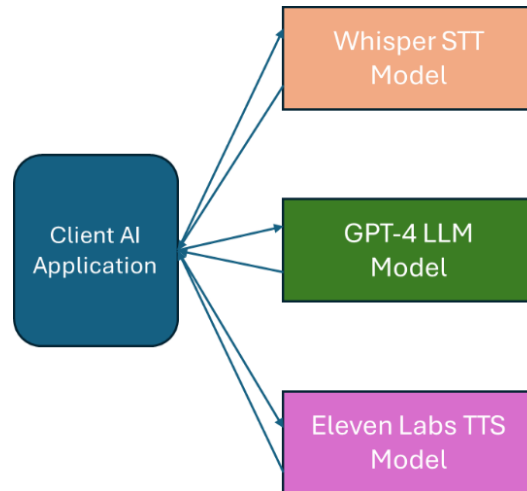 Whisper STT
Model
Client AI
Application
GPT-4 LLM
Model
Eleven Labs TTS
Model